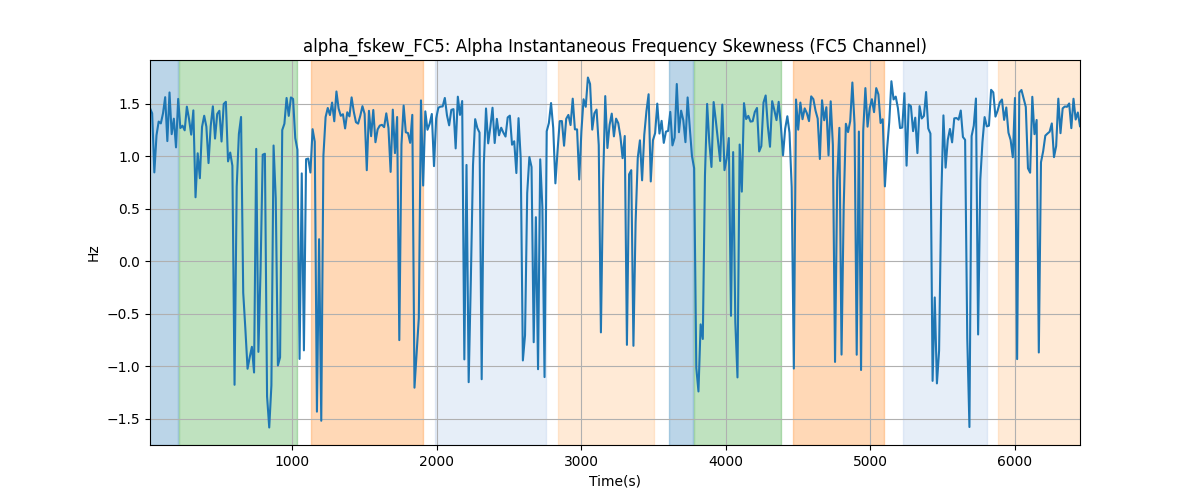 alpha_fskew_FC5: Alpha Instantaneous Frequency Skewness (FC5 Channel)
Hz
1.5
1.0
0.5
0.0
−0.5
−1.0
−1.5
1000 2000 3000 4000 5000 6000
Time(s)